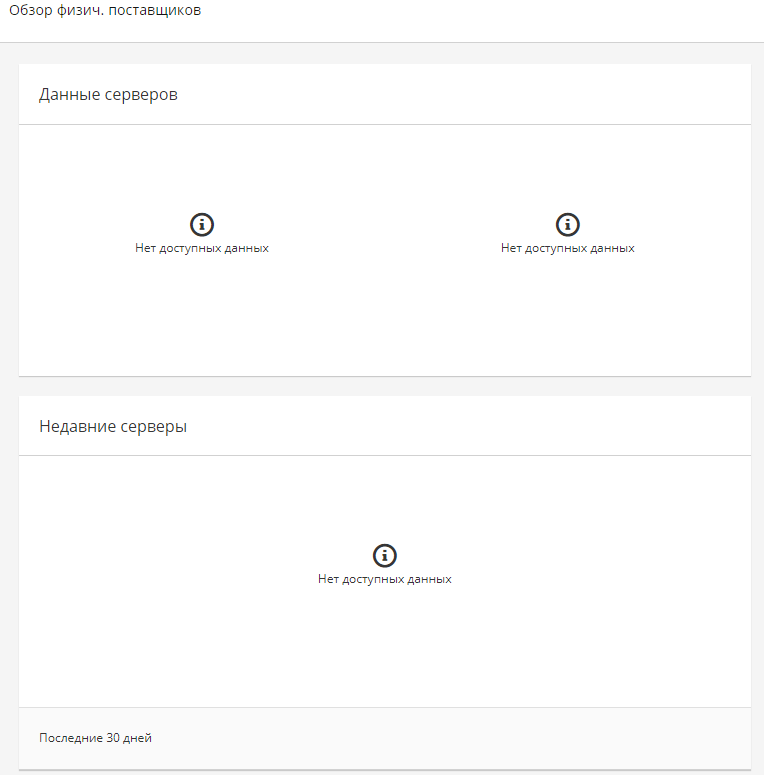 Обзор физич. поставщиков
Данные серверов
Нет доступных данных
Нет доступных данных
Недавние серверы
Нет доступных данных
Последние 30 дней